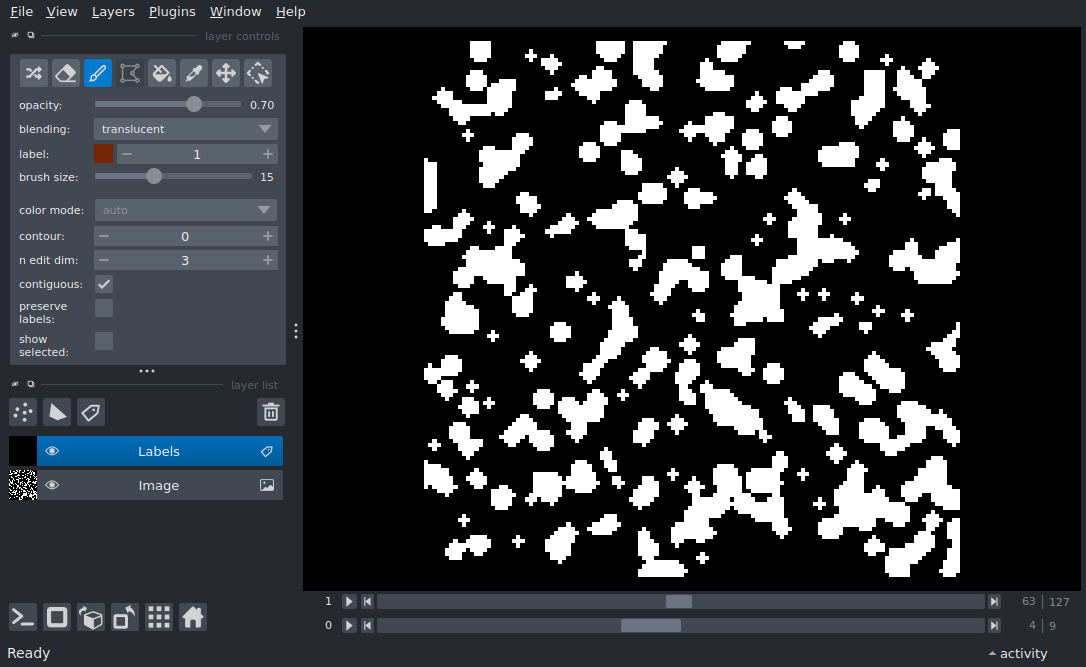 File View Layers Plugins Window Help
layer controls
opacity: 0.70
blending: translucent
label: 1
brush size: 15
color mode: auto
contour: 0
n edit dim: 3
contiguous:
preserve
labels:
show
selected:
layer list
Labels
Image
1 63 127
0 4 9
Ready activity